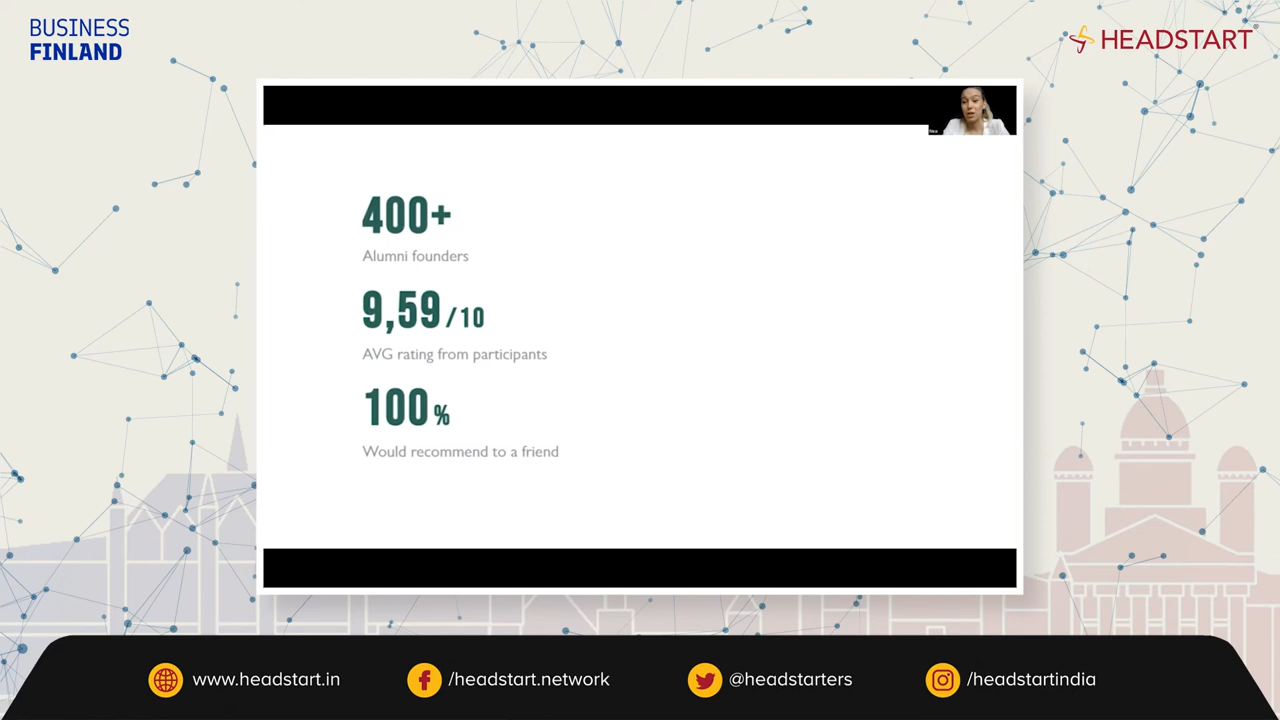 BUSINESS
FINLAND
HEADSTART
400+
Alumni founders
9,59/10
AVG rating from participants
100%
Would recommend to a friend
www.headstart.in
/headstart.network
@headstarters
/headstartindia